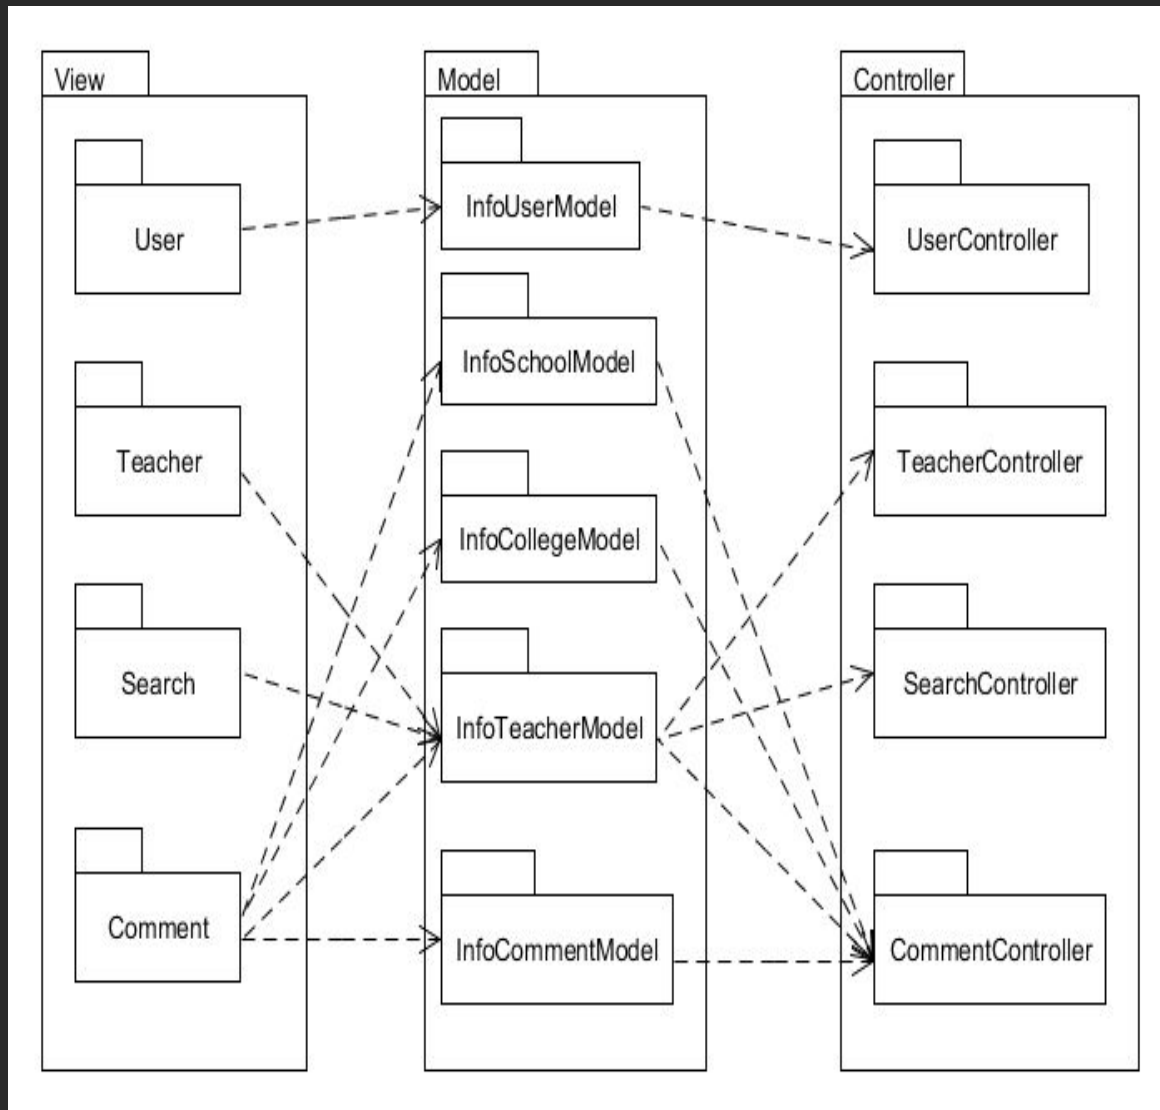 View
User
Teacher
Search
Comment
Model
InfoUserModel
InfoSchoolModel
InfoCollegeModel
InfoTeacherModel
InfoCommentModel
Controller
UserController
TeacherController
SearchController
CommentController